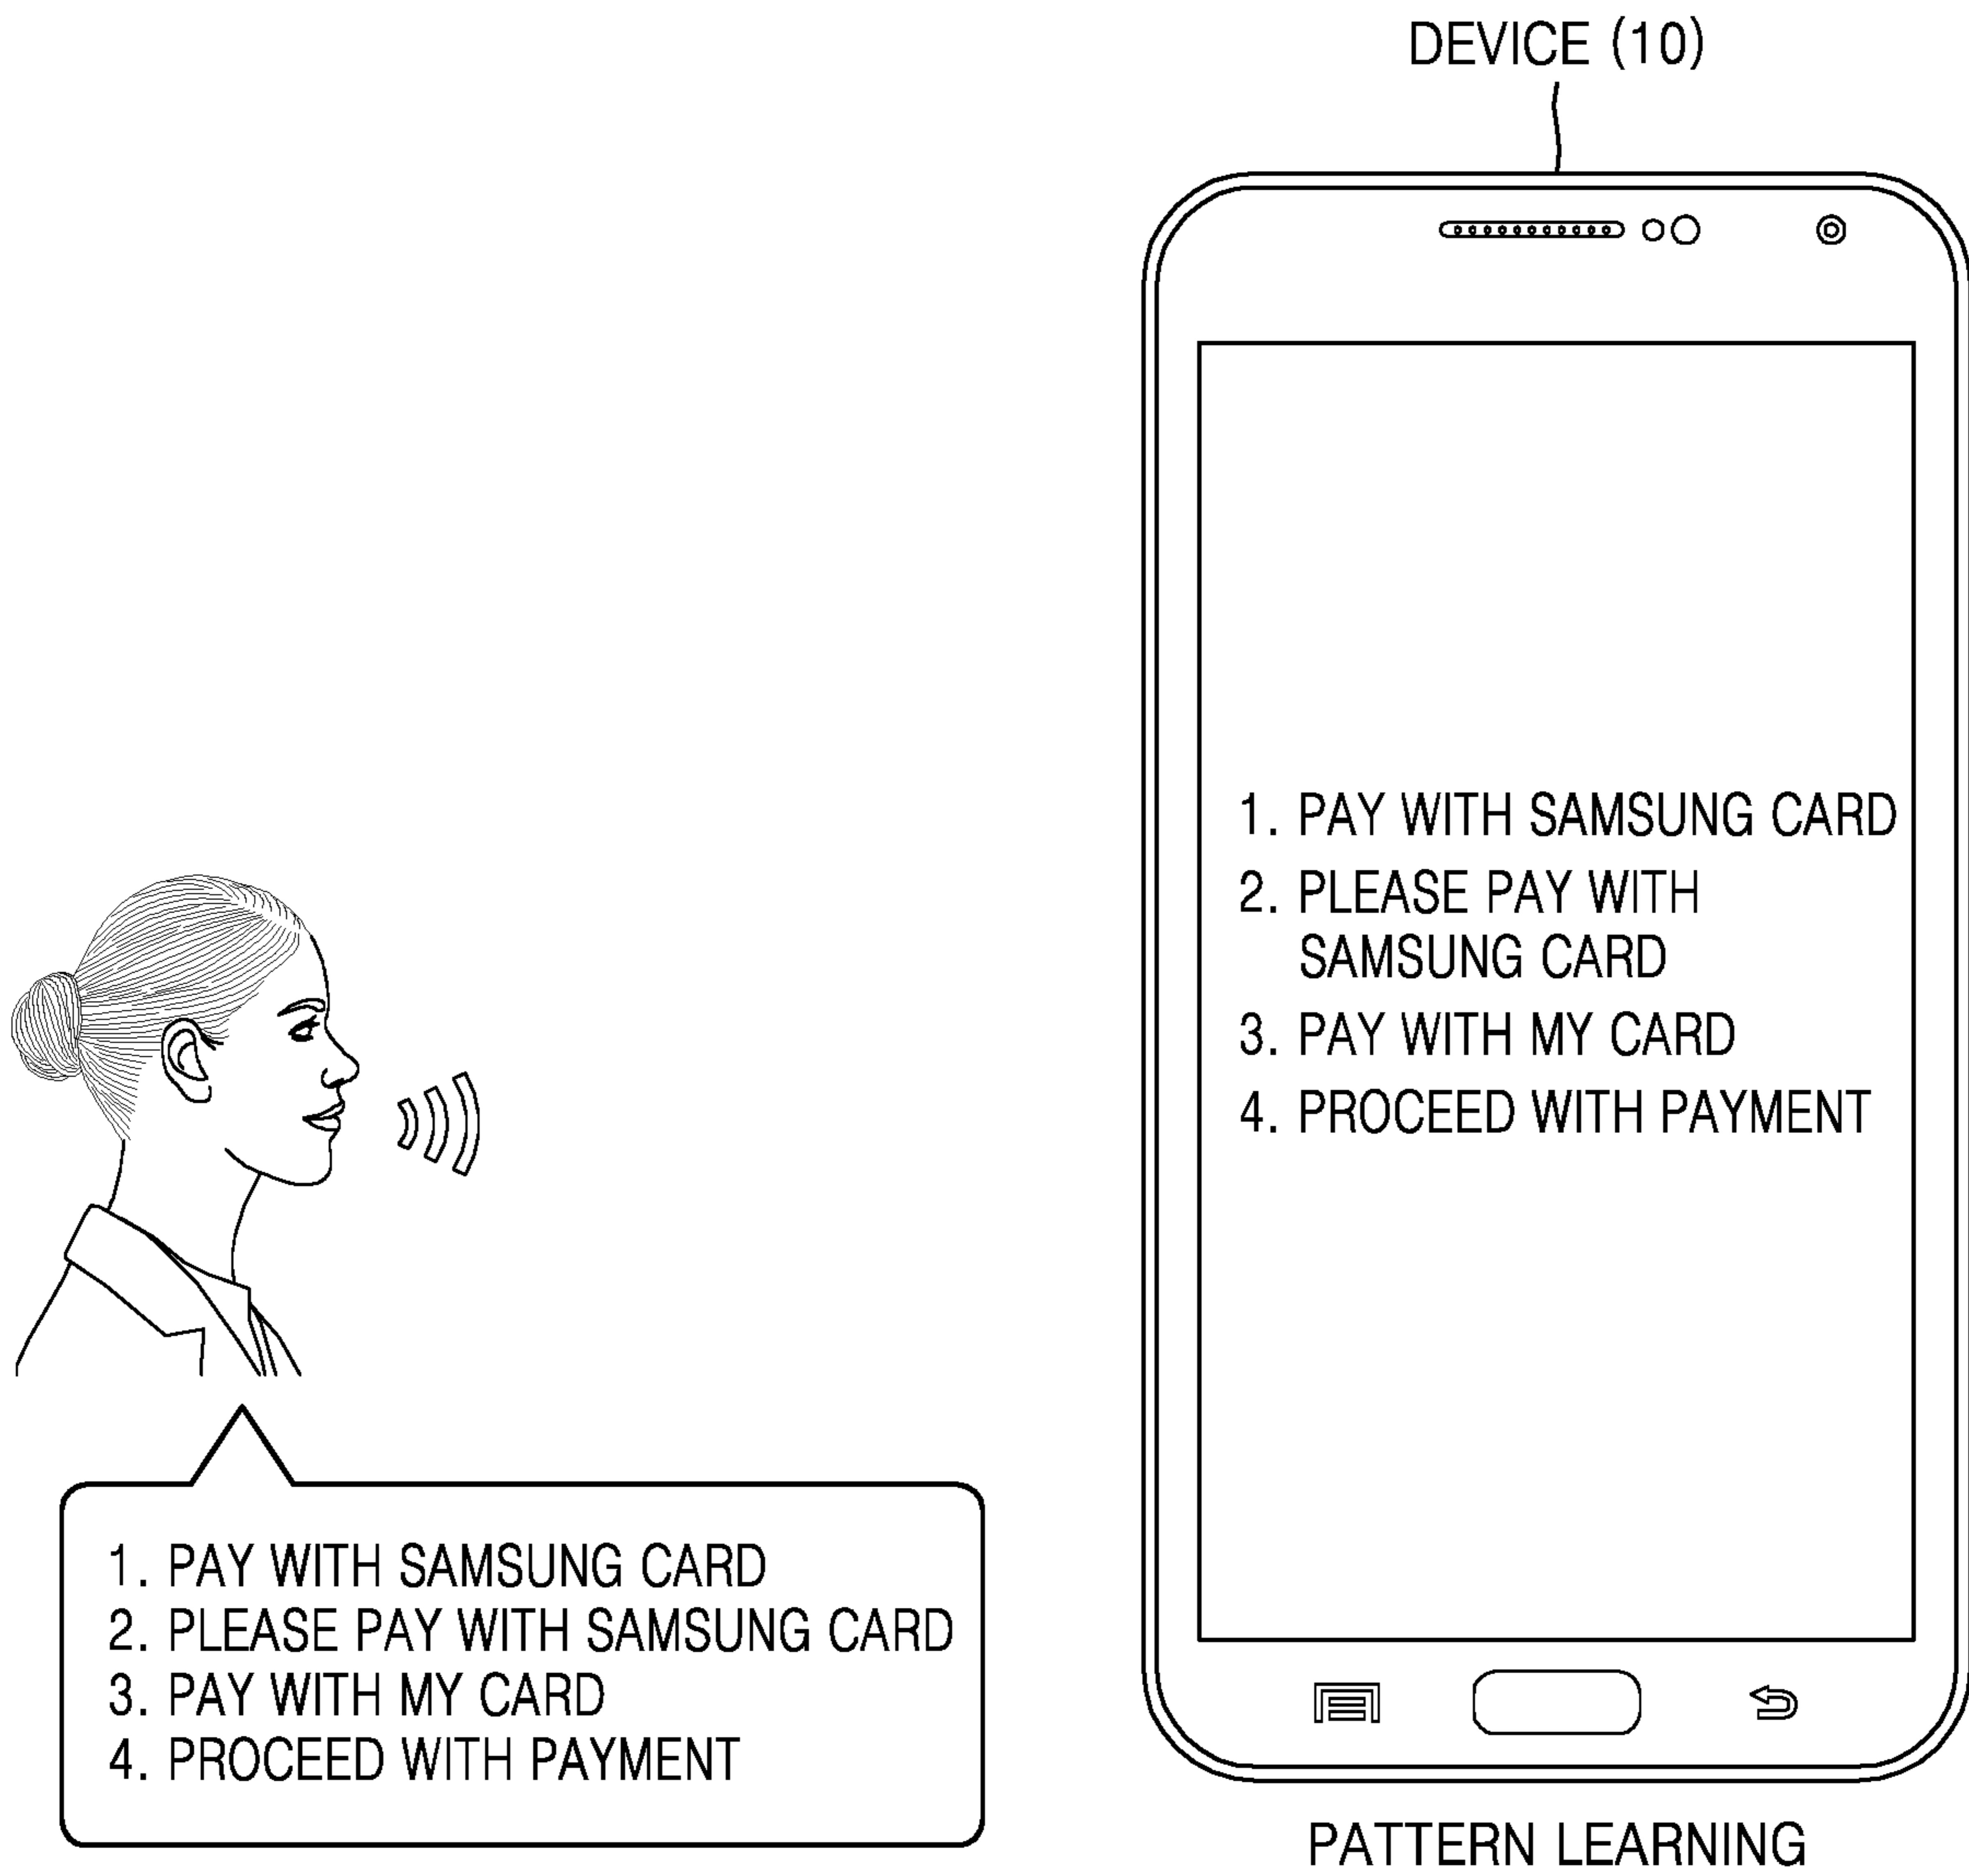 DEVICE (10)
1. PAY WITH SAMSUNG CARD
2. PLEASE PAY WITH
SAMSUNG CARD
3. PAY WITH MY CARD
4. PROCEED WITH PAYMENT
1. PAY WITH SAMSUNG CARD
2. PLEASE PAY WITH SAMSUNG CARD
3. PAY WITH MY CARD
4. PROCEED WITH PAYMENT
PATTERN LEARNING